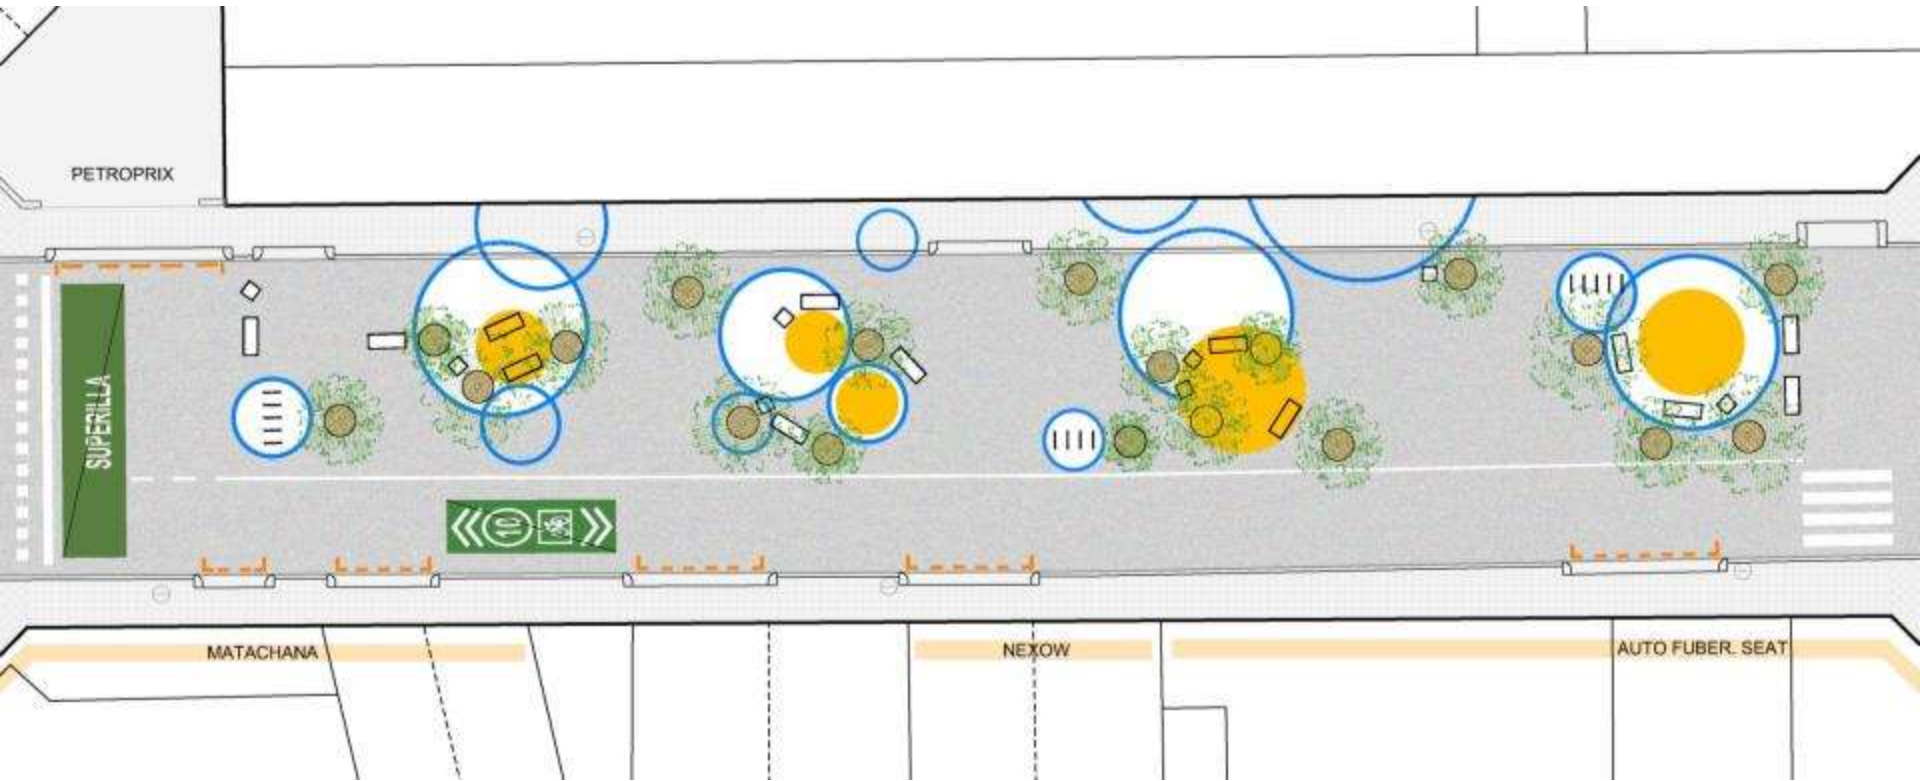 PETROPRIX
SUPERILLA
10
MATACHANA
NEXOW
AUTO FUBER. SEAT